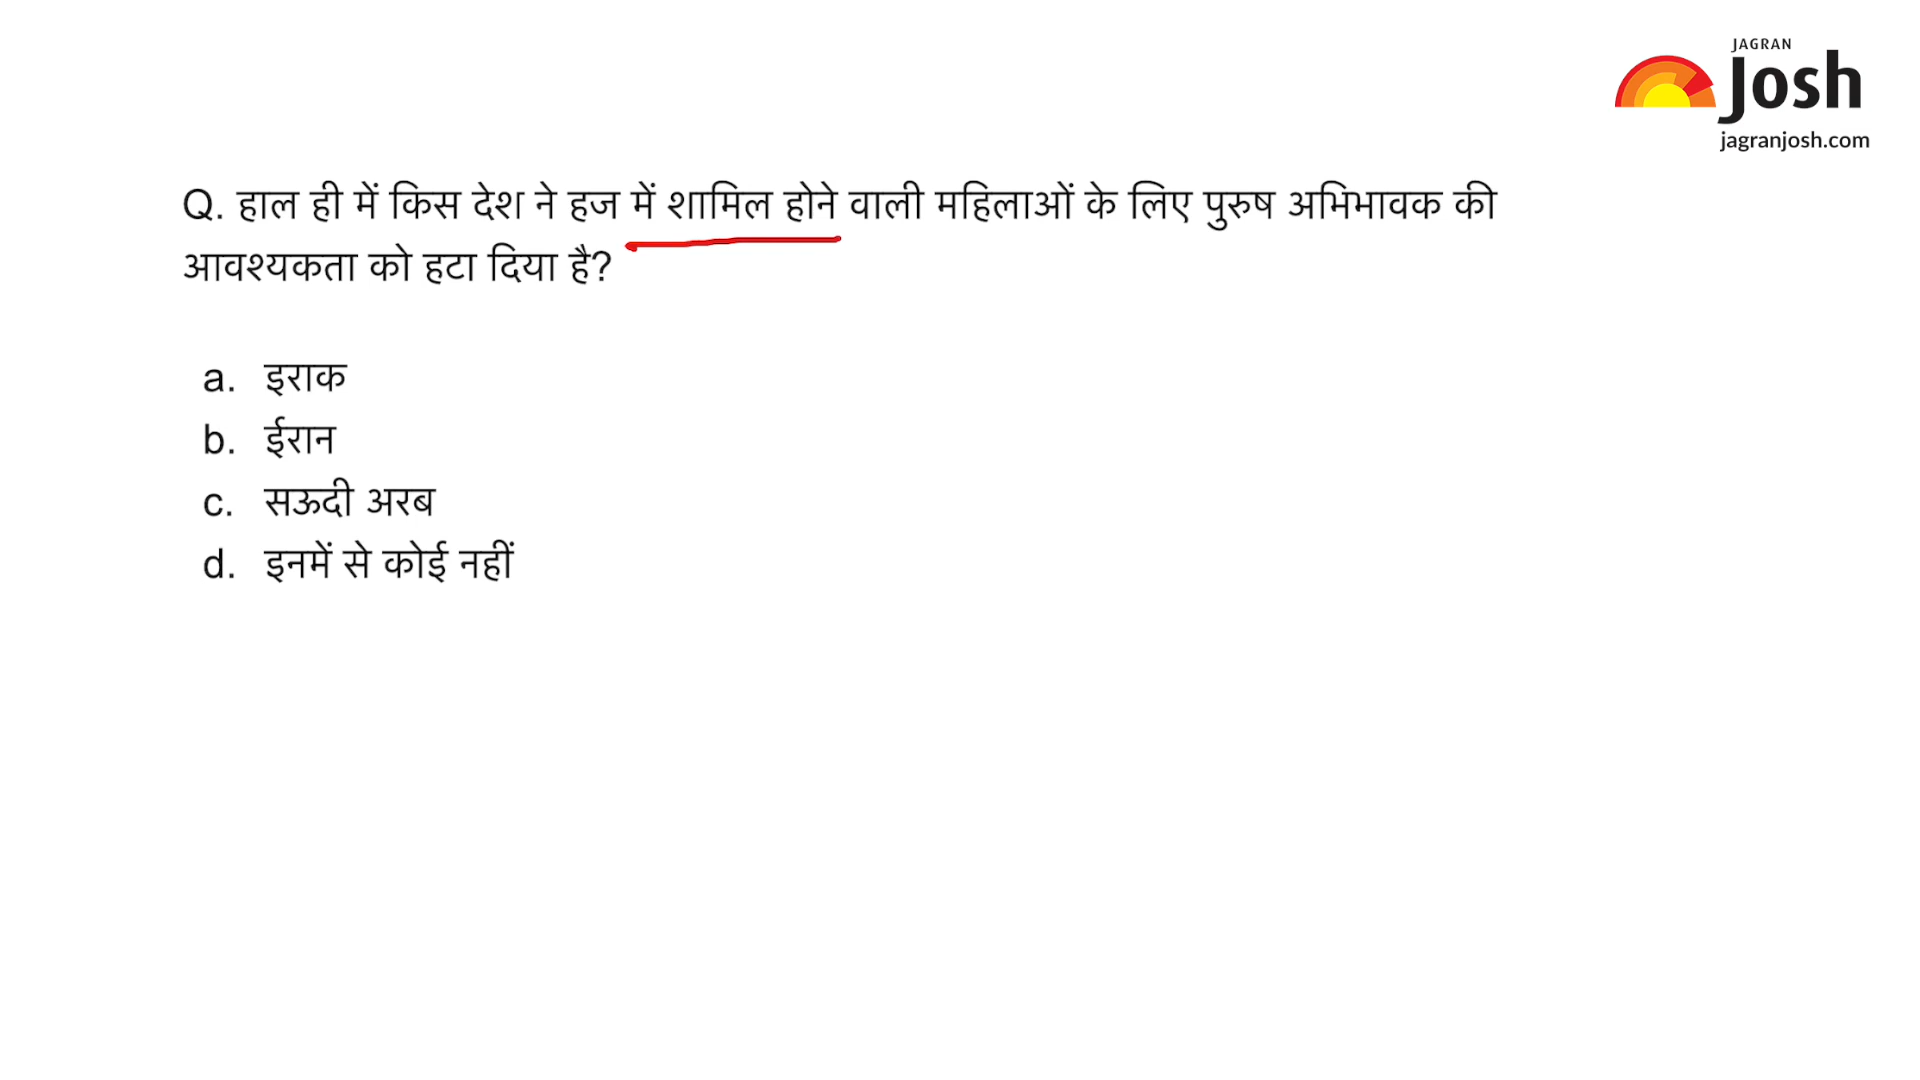 JAGRAN
Josh
jagranjosh.com
Q. हाल ही में किस देश ने हज में शामिल होने वाली महिलाओं के लिए पुरुष अभिभावक की
आवश्यकता को हटा दिया है?
a. इराक
b. ईरान
c. सऊदी अरब
d. इनमें से कोई नहीं